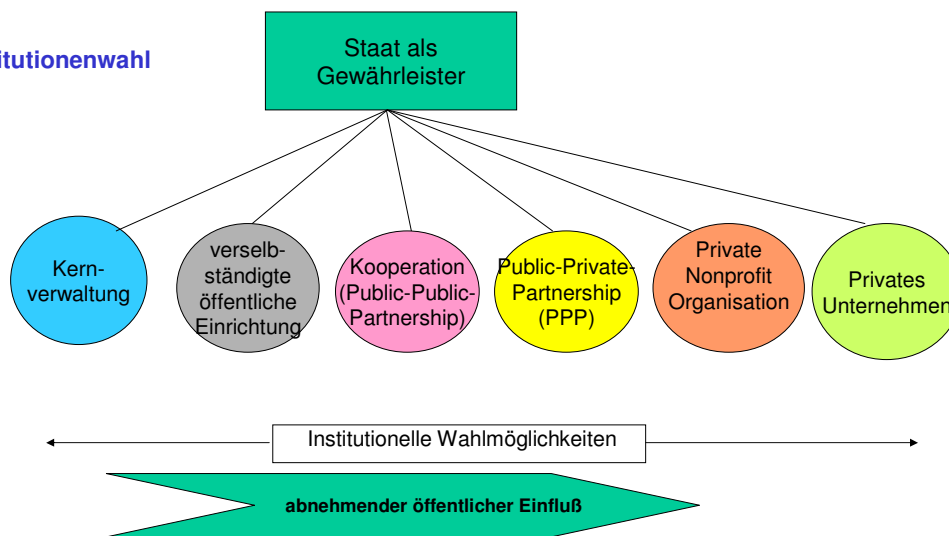 titutionenwahl
Staat als
Gewährleister
Kern-
verwaltung
verselb-
ständigte
öffentliche
Einrichtung
Kooperation
(Public-Public-
Partnership)
Public-Private-
Partnership
(PPP)
Private
Nonprofit
Organisation
Privates
Unternehmen
Institutionelle Wahlmöglichkeiten
abnehmender öffentlicher Einfluß